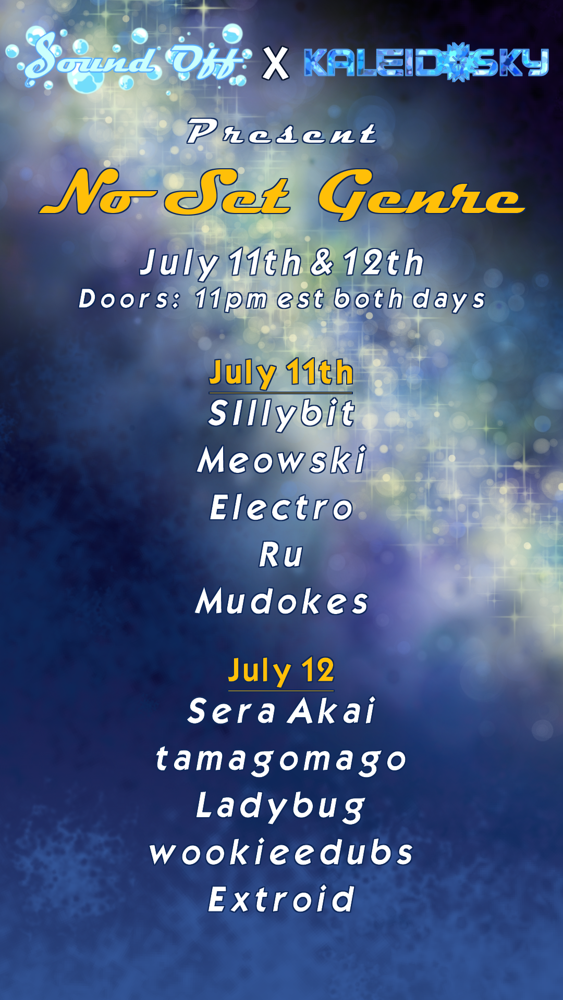 Sound Off X KALEIDOSKY
Present
No Set Genre
July 11th & 12th
Doors: 11pm est both days
July 11th
SIllybit
Meowski
Electro
Ru
Mudokes
July 12
Sera Akai
tamagomago
Ladybug
wookieedubs
Extroid